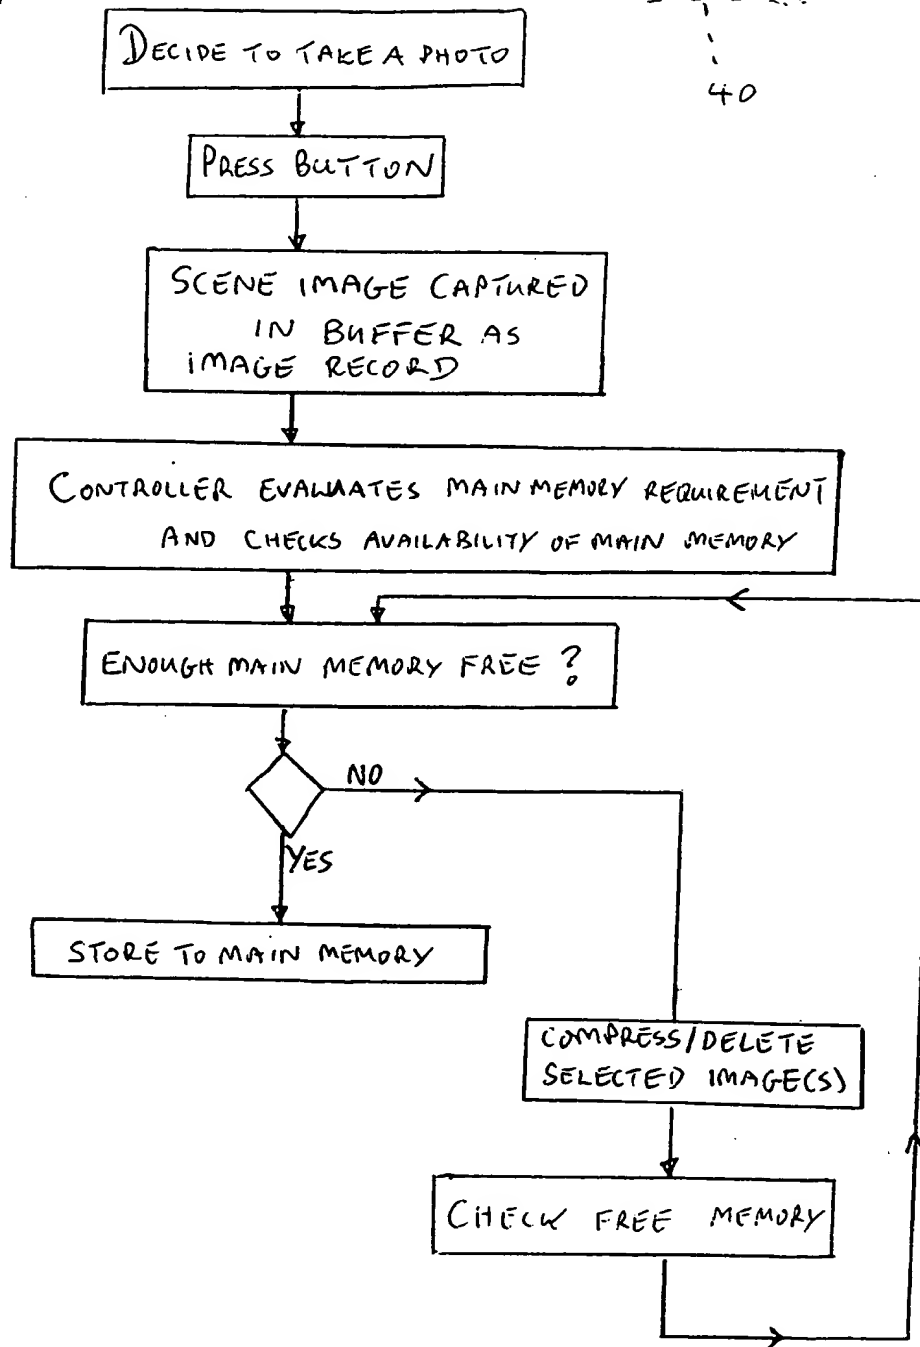 DECIDE TO TAKE A PHOTO
40
PRESS BUTTON
SCENE IMAGE CAPTURED
IN BUFFER AS
IMAGE RECORD
CONTROLLER EVALUATES MAIN MEMORY REQUIREMENT
AND CHECKS AVAILABILITY OF MAIN MEMORY
ENOUGH MAIN MEMORY FREE ?
NO
YES
STORE TO MAIN MEMORY
COMPRESS/DELETE
SELECTED IMAGE(S)
CHECK FREE MEMORY